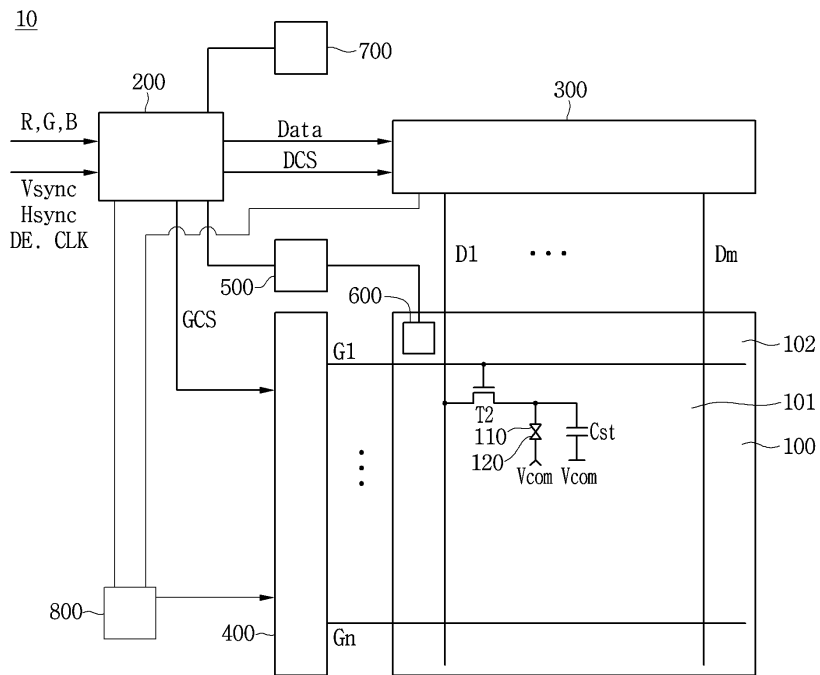 10
700
200
300
R,G,B
Data
DCS
Vsync
Hsync
DE. CLK
D1
Dm
500
600
GCS
G1
102
T2
101
110
Cst
100
120
Vcom
Vcom
800
400
Gn